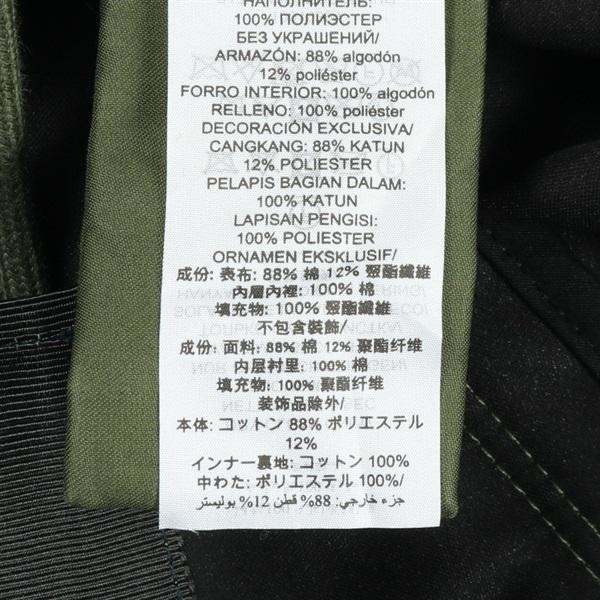 НАПОЛНИТЕЛЬ:
100% ПОЛИЭСТЕР
БЕЗ УКРАШЕНИЙ/
ARMAZÓN: 88% algodón
12% poliéster
FORRO INTERIOR: 100% algodón
RELLENO: 100% poliéster
DECORACIÓN EXCLUSIVA/
CANGKANG: 88% KATUN
12% POLIESTER
PELAPIS BAGIAN DALAM:
100% KATUN
LAPISAN PENGISI:
100% POLIESTER
ORNAMEN EKSKLUSIF/
成份: 表布: 88% 棉 12% 聚酯纖維
內層內裡: 100% 棉
填充物: 100% 聚酯纖維
不包含裝飾/
成份: 面料: 88% 棉 12% 聚酯纤维
内层衬里: 100% 棉
填充物: 100% 聚酯纤维
装饰品除外/
本体: コットン 88% ポリエステル
12%
インナー裏地: コットン 100%
中わた: ポリエステル 100%/
جزء خارجي: 88% قطن 12% بوليستر